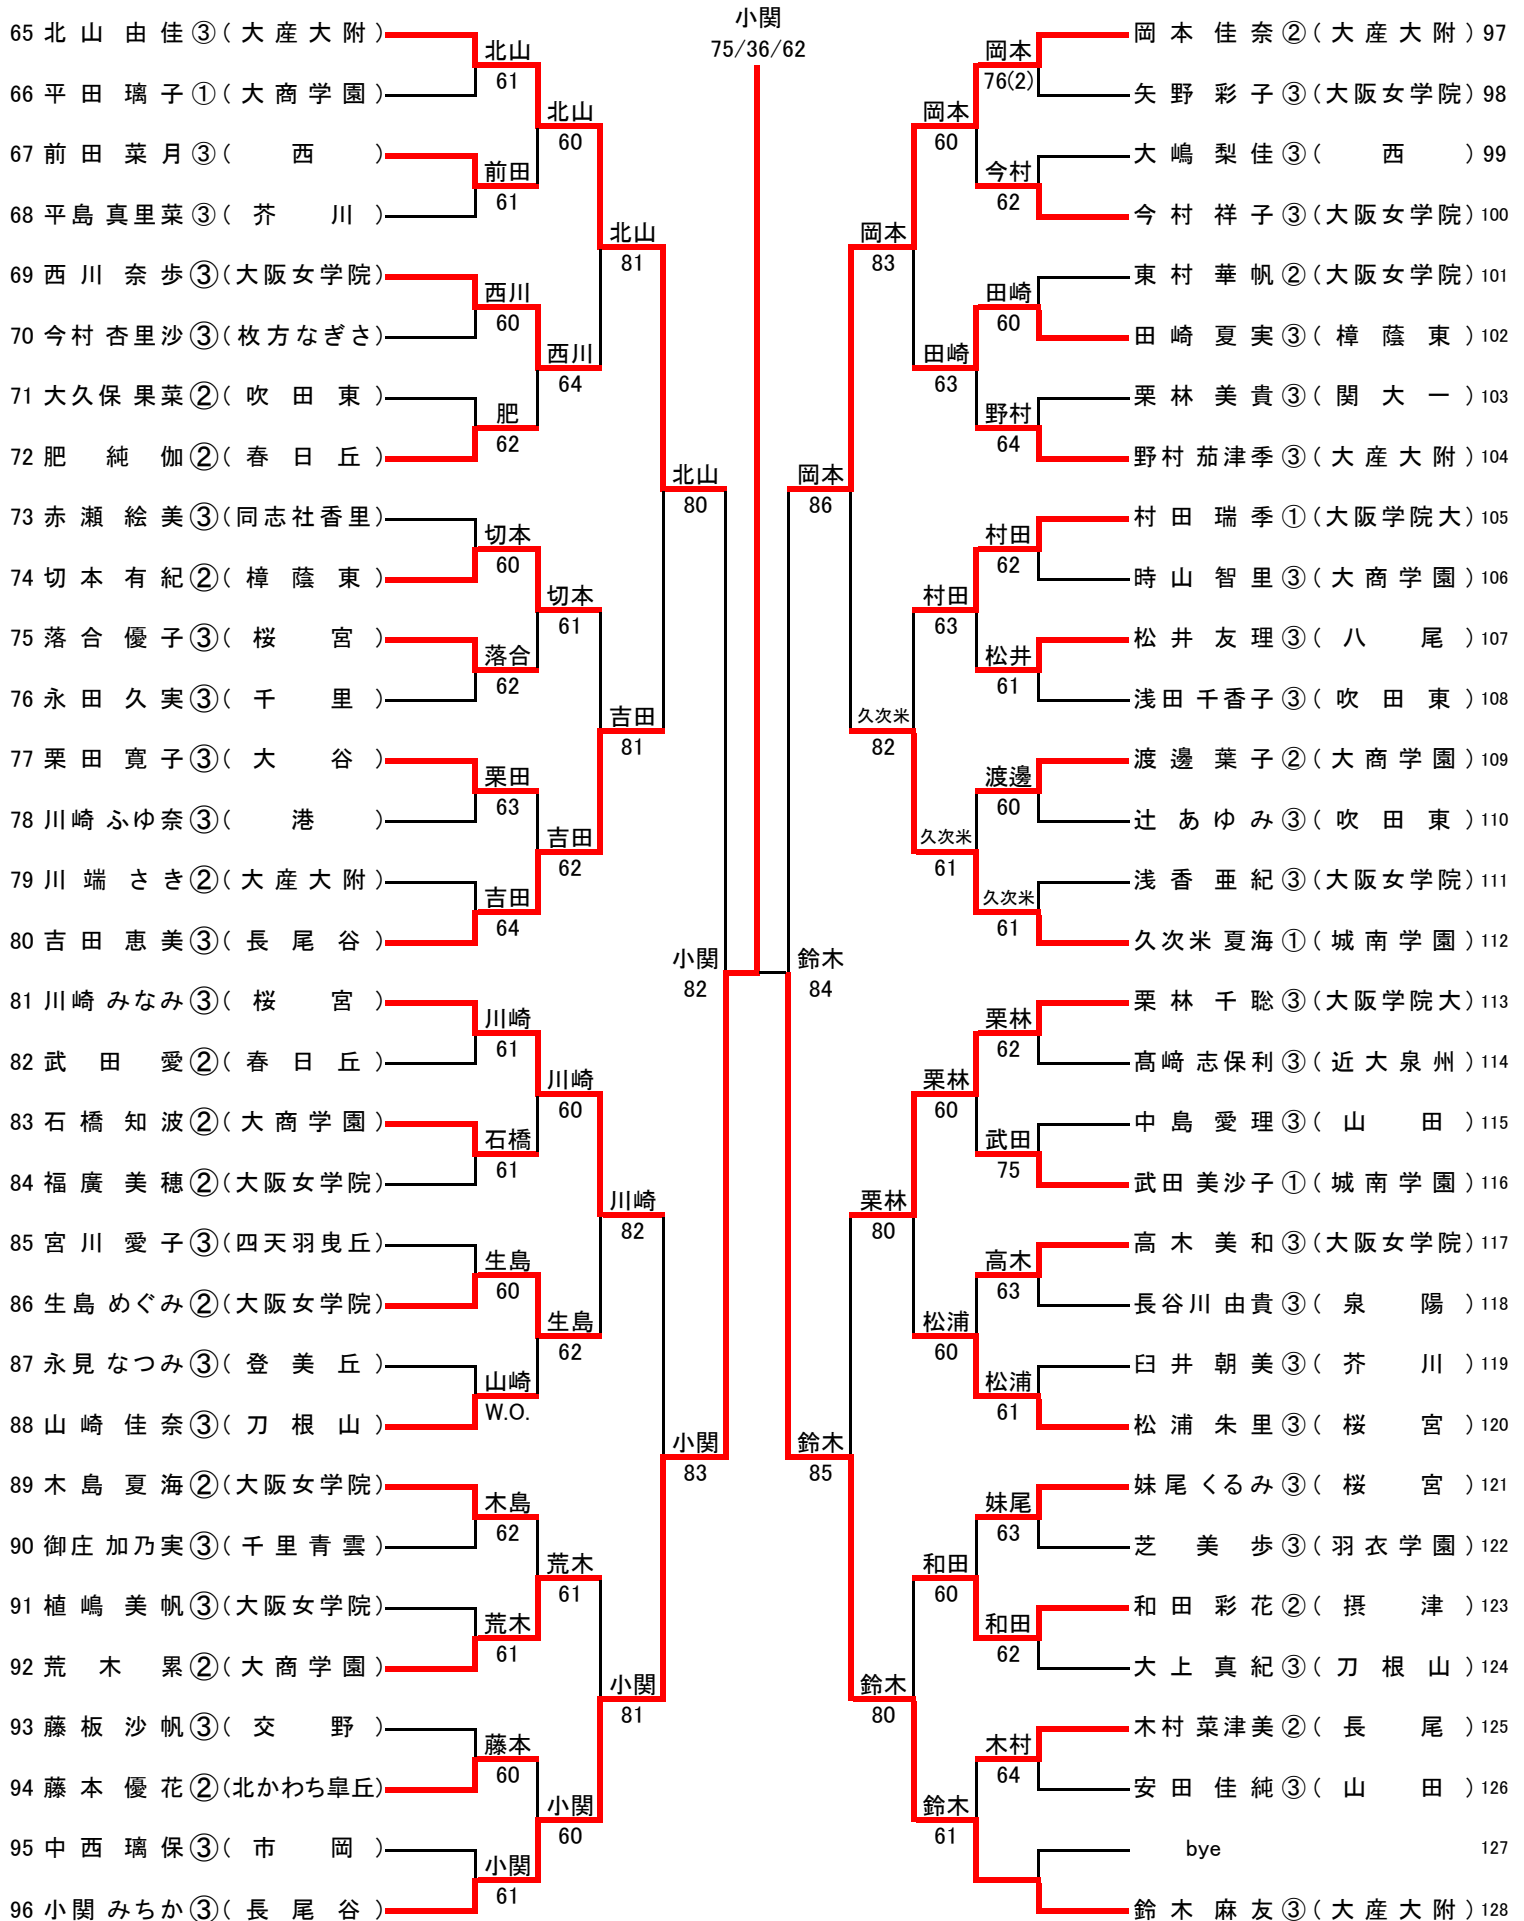 小関
75/36/62
65 北山 由佳③(大産大附)
66 平田 璃子①(大商学園)
67 前田 菜月③(西)
68 平島 真里菜③(芥川)
69 西川 奈歩③(大阪女学院)
70 今村 杏里沙③(枚方なぎさ)
71 大久保 果菜②(吹田東)
72 肥 純伽②(春日丘)
73 赤瀬 絵美③(同志社香里)
74 切本 有紀②(樟蔭東)
75 落合 優子③(桜宮)
76 永田 久実③(千里)
77 栗田 寛子③(大谷)
78 川崎 ふゆ奈③(港)
79 川端 さき②(大産大附)
80 吉田 恵美③(長尾谷)
81 川崎 みなみ③(桜宮)
82 武田 愛②(春日丘)
83 石橋 知波②(大商学園)
84 福廣 美穂②(大阪女学院)
85 宮川 愛子③(四天羽曳丘)
86 生島 めぐみ②(大阪女学院)
87 永見 なつみ③(登美丘)
88 山崎 佳奈③(刀根山)
89 木島 夏海②(大阪女学院)
90 御庄 加乃実③(千里青雲)
91 植嶋 美帆③(大阪女学院)
92 荒木 累②(大商学園)
93 藤板 沙帆③(交野)
94 藤本 優花②(北かわち皐丘)
95 中西 璃保③(市岡)
96 小関 みちか③(長尾谷)
北山
61
前田
61
西川
60
肥
62
切本
60
落合
62
栗田
63
吉田
64
川崎
61
石橋
61
生島
60
山崎
W.O.
木島
62
荒木
61
藤本
60
小関
61
北山
60
西川
64
切本
61
吉田
62
川崎
60
生島
62
荒木
61
小関
60
北山
81
吉田
81
川崎
82
小関
81
北山
80
小関
83
小関
82
鈴木
84
岡本
86
鈴木
85
岡本
83
久次米
82
栗林
80
鈴木
80
岡本
60
田崎
63
村田
63
久次米
61
栗林
60
松浦
60
和田
60
鈴木
61
岡本
76(2)
今村
62
田崎
60
野村
64
村田
62
松井
61
渡邊
60
久次米
61
栗林
62
武田
75
高木
63
松浦
61
妹尾
63
和田
62
木村
64
岡本 佳奈②(大産大附) 97
矢野 彩子③(大阪女学院) 98
大嶋 梨佳③(西) 99
今村 祥子③(大阪女学院) 100
東村 華帆②(大阪女学院) 101
田崎 夏実③(樟蔭東) 102
栗林 美貴③(関大一) 103
野村 茄津季③(大産大附) 104
村田 瑞季①(大阪学院大) 105
時山 智里③(大商学園) 106
松井 友理③(八尾) 107
浅田 千香子③(吹田東) 108
渡邊 葉子②(大商学園) 109
辻 あゆみ③(吹田東) 110
浅香 亜紀③(大阪女学院) 111
久次米 夏海①(城南学園) 112
栗林 千聡③(大阪学院大) 113
髙﨑 志保利③(近大泉州) 114
中島 愛理③(山田) 115
武田 美沙子①(城南学園) 116
高木 美和③(大阪女学院) 117
長谷川 由貴③(泉陽) 118
臼井 朝美③(芥川) 119
松浦 朱里③(桜宮) 120
妹尾 くるみ③(桜宮) 121
芝 美歩③(羽衣学園) 122
和田 彩花②(摂津) 123
大上 真紀③(刀根山) 124
木村 菜津美②(長尾) 125
安田 佳純③(山田) 126
bye 127
鈴木 麻友③(大産大附) 128